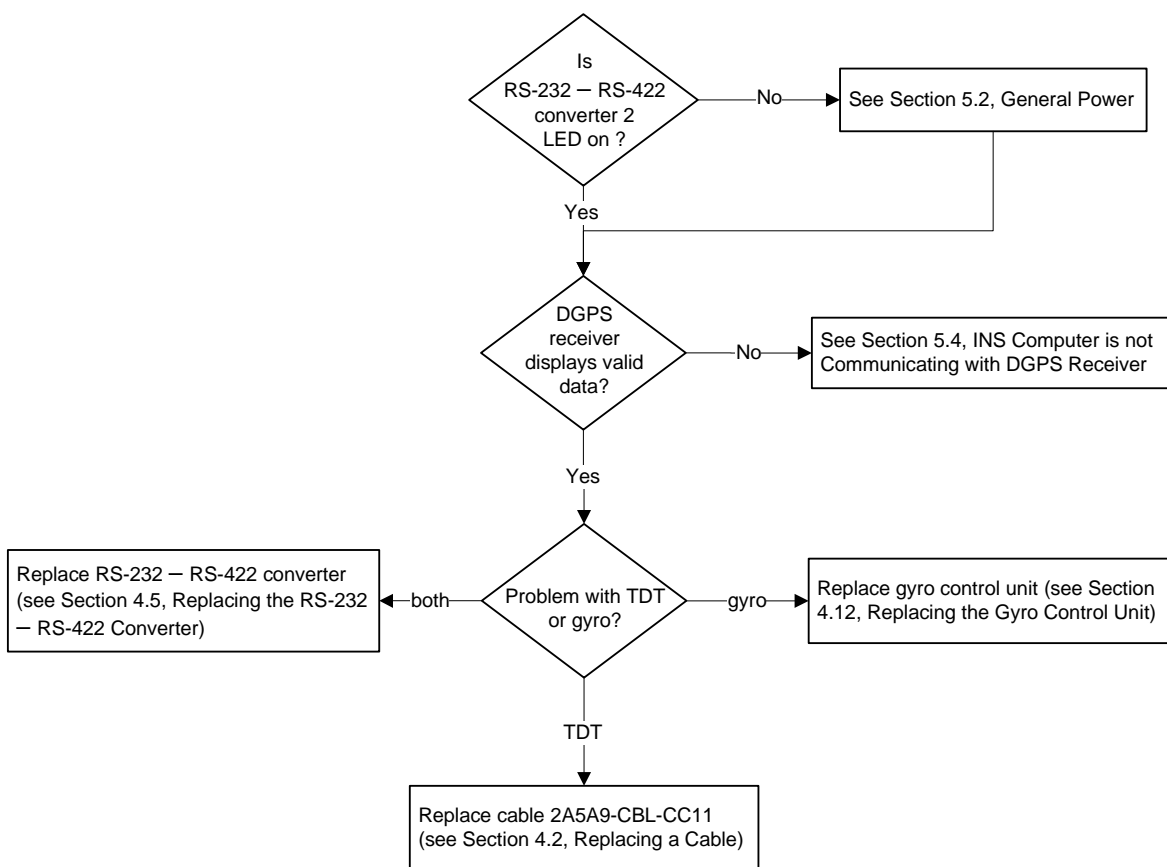 Is
RS-232 – RS-422
converter 2
LED on ?
No
See Section 5.2, General Power
Yes
DGPS
receiver
displays valid
data?
No
See Section 5.4, INS Computer is not
Communicating with DGPS Receiver
Yes
Replace RS-232 – RS-422 converter
(see Section 4.5, Replacing the RS-232
– RS-422 Converter)
both
Problem with TDT
or gyro?
gyro
Replace gyro control unit (see Section
4.12, Replacing the Gyro Control Unit)
TDT
Replace cable 2A5A9-CBL-CC11
(see Section 4.2, Replacing a Cable)